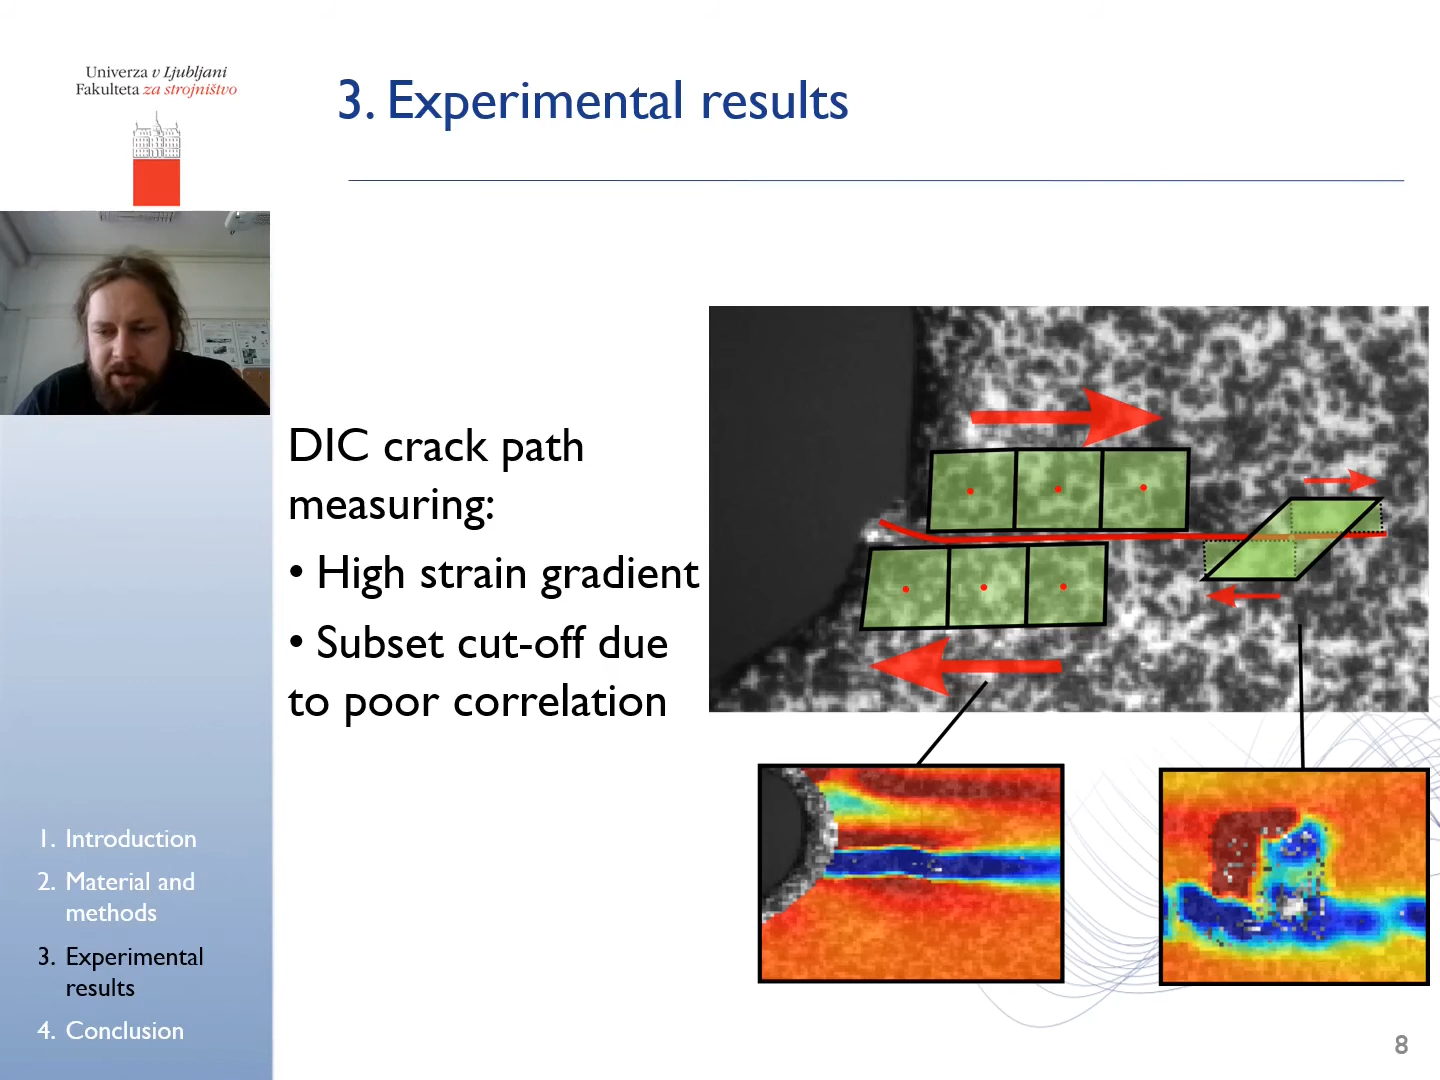 Univerza v Ljubljani
Fakulteta za strojništvo
3. Experimental results
DIC crack path
measuring:
• High strain gradient
• Subset cut-off due
to poor correlation
1. Introduction
2. Material and
methods
3. Experimental
results
4. Conclusion
8